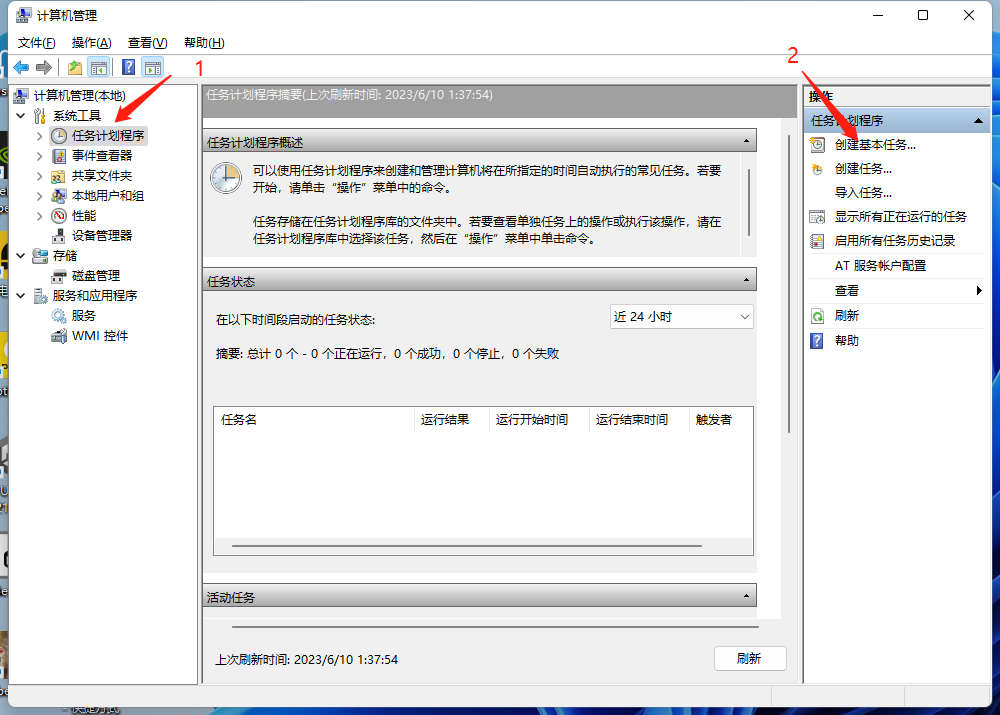 计算机管理
文件(F) 操作(A) 查看(V) 帮助(H)
1
2
计算机管理(本地)
系统工具
任务计划程序
事件查看器
共享文件夹
本地用户和组
性能
设备管理器
存储
磁盘管理
服务和应用程序
服务
WMI 控件
任务计划程序摘要(上次刷新时间: 2023/6/10 1:37:54)
任务计划程序概述
可以使用任务计划程序来创建和管理计算机将在所指定的时间自动执行的常见任务。若要
开始，请单击“操作”菜单中的命令。
任务存储在任务计划程序库的文件夹中。若要查看单独任务上的操作或执行该操作，请在
任务计划程序库中选择该任务，然后在“操作”菜单中单击命令。
任务状态
在以下时间段启动的任务状态:
近 24 小时
摘要: 总计 0 个 - 0 个正在运行，0 个成功，0 个停止，0 个失败
任务名 运行结果 运行开始时间 运行结束时间 触发者
活动任务
上次刷新时间: 2023/6/10 1:37:54
刷新
操作
任务计划程序
创建基本任务...
创建任务...
导入任务...
显示所有正在运行的任务
启用所有任务历史记录
AT 服务帐户配置
查看
刷新
帮助
快捷方式